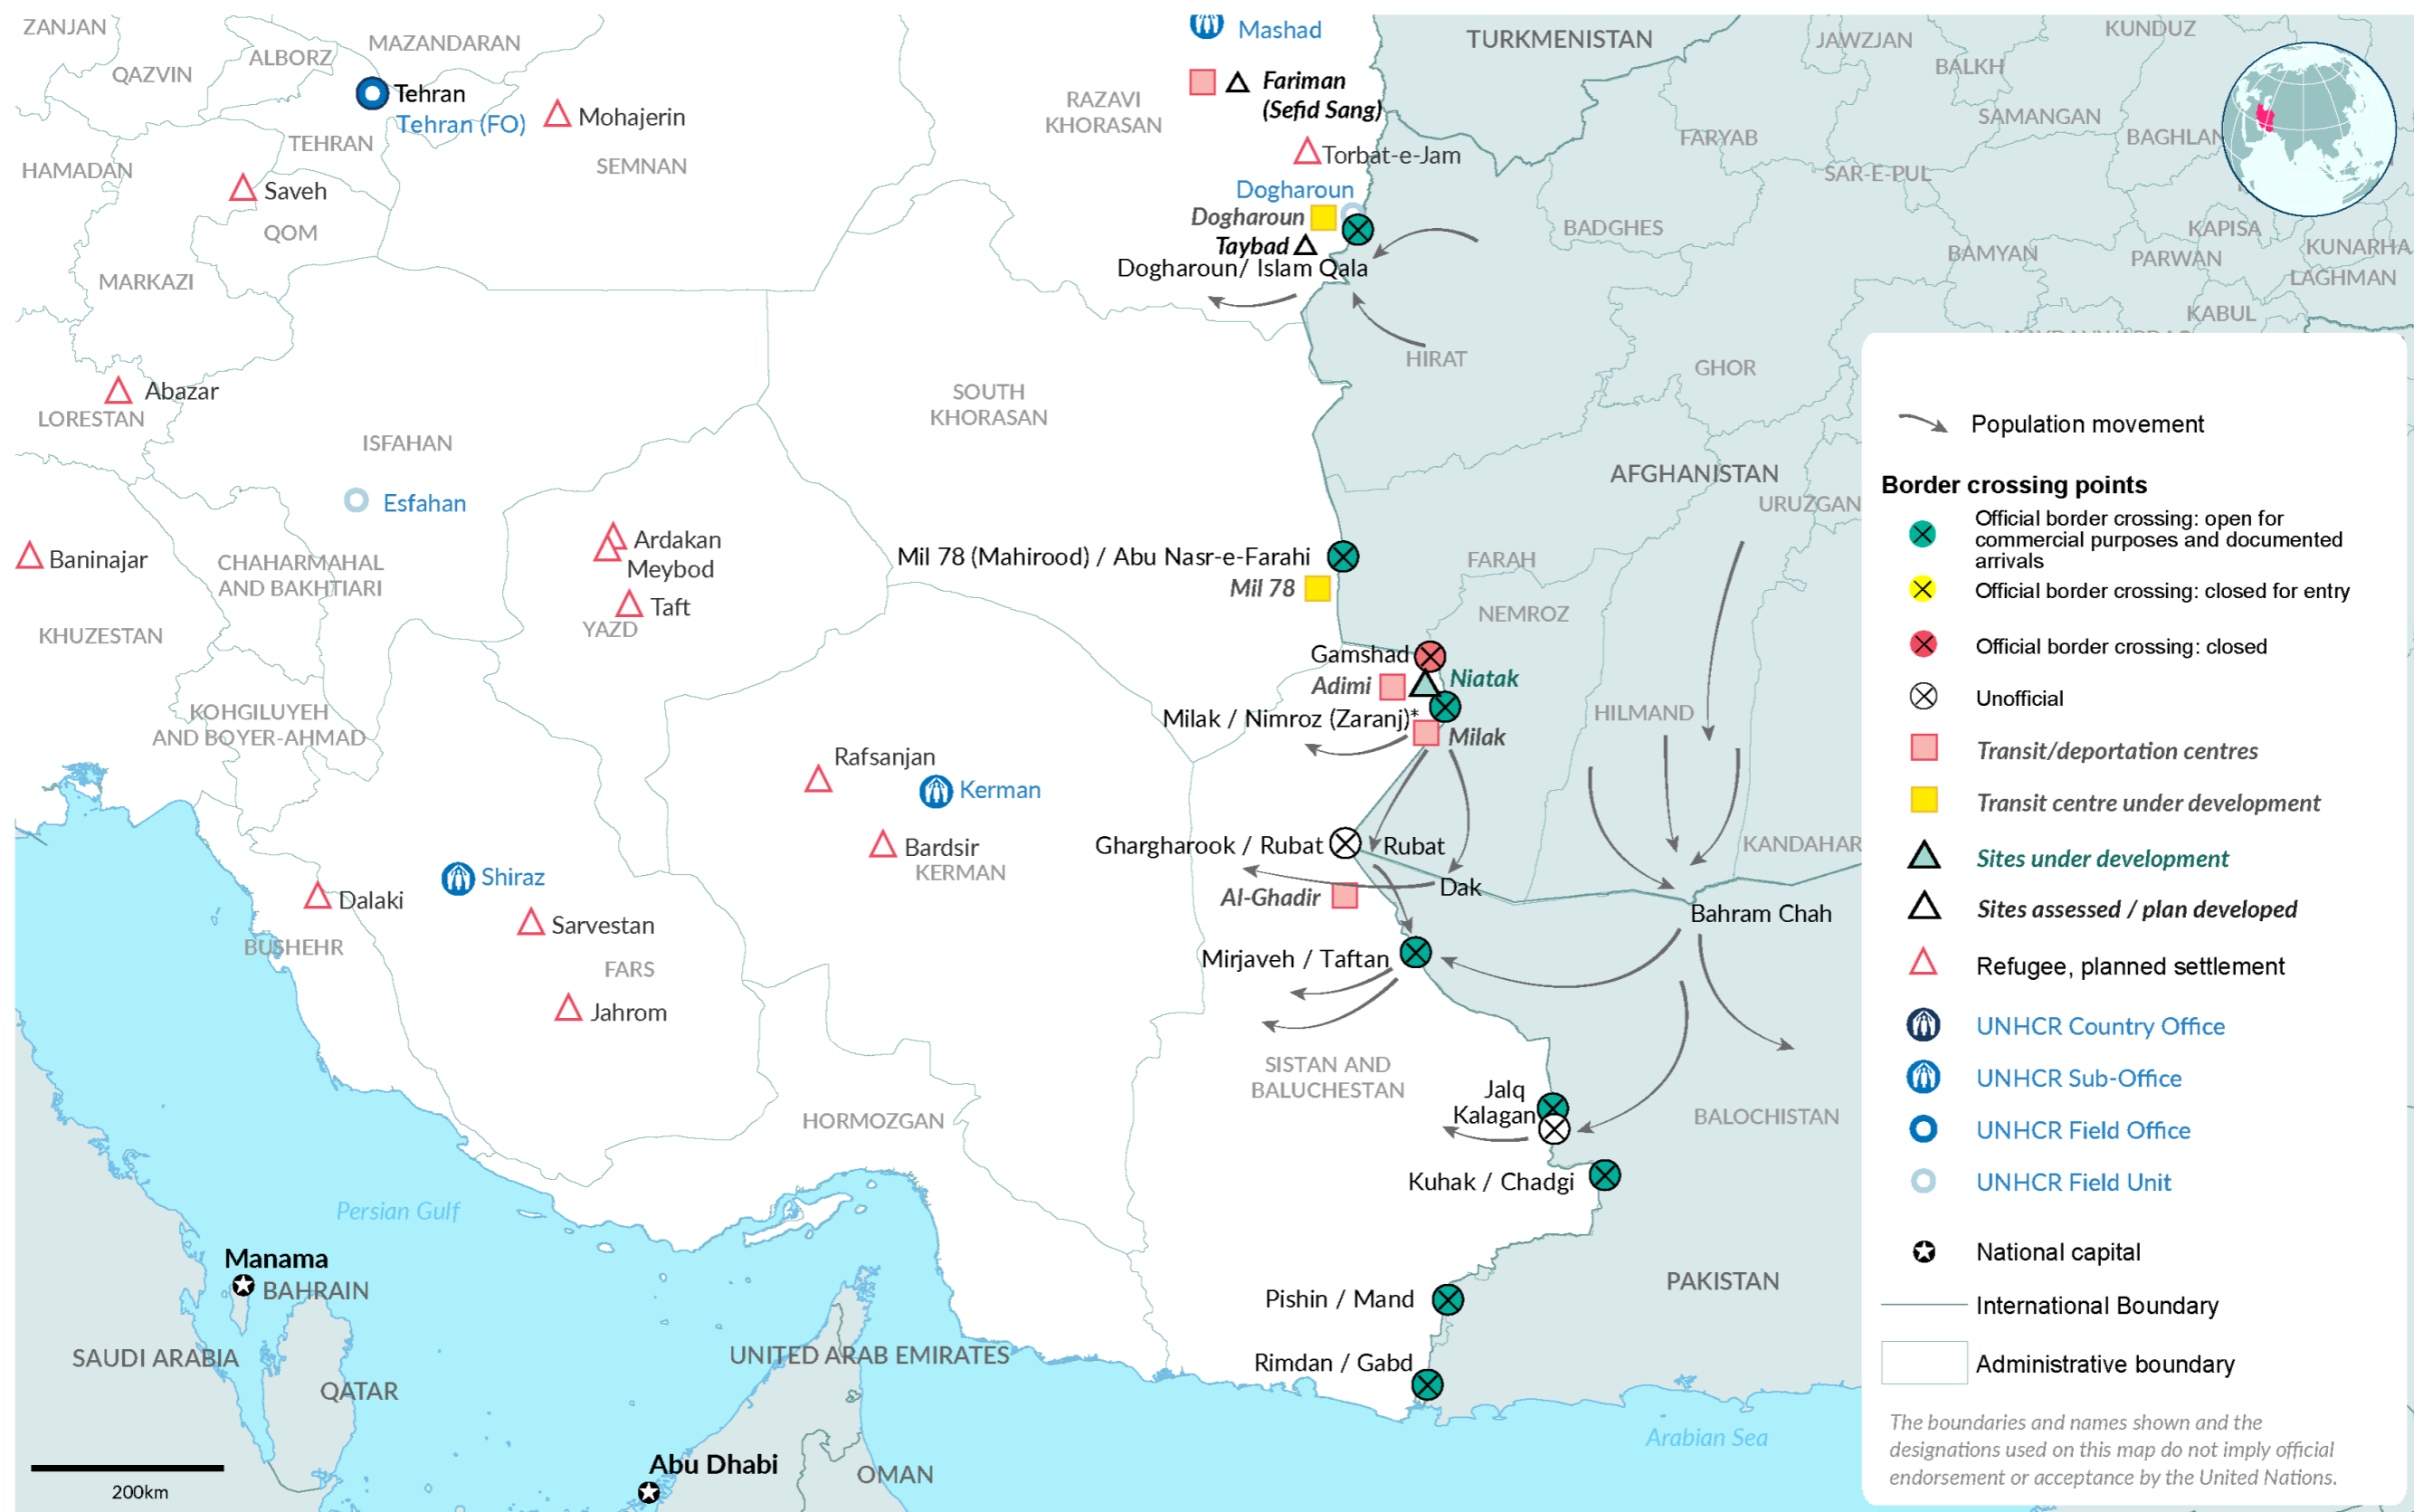 ZANJAN
MAZANDARAN
ALBORZ
QAZVIN
Tehran
Tehran (FO)
Mohajerin
TEHRAN
HAMADAN
SEMNAN
Saveh
QOM
MARKAZI
Abazar
LORESTAN
ISFAHAN
Esfahan
Baninajar
CHAHARMAHAL
AND BAKHTIARI
KHUZESTAN
Ardakan
Meybod
Taft
YAZD
KOHGILUYEH
AND BOYER-AHMAD
Rafsanjan
Kerman
Bardsir
KERMAN
Shiraz
Dalaki
Sarvestan
BUSHEHR
FARS
Jahrom
HORMOZGAN
Persian Gulf
Manama
BAHRAIN
SAUDI ARABIA
QATAR
UNITED ARAB EMIRATES
Abu Dhabi
OMAN
200km
Mashad
Fariman
(Sefid Sang)
RAZAVI
KHORASAN
Torbat-e-Jam
Dogharoun
Dogharoun
Taybad
Dogharoun/ Islam Qala
SOUTH
KHORASAN
Mil 78 (Mahirood) / Abu Nasr-e-Farahi
Mil 78
Gamshad
Adimi
Niatak
Milak / Nimroz (Zaranj)*
Milak
Ghargharook / Rubat
Rubat
Al-Ghadir
Dak
Mirjaveh / Taftan
Bahram Chah
SISTAN AND
BALUCHESTAN
Jalq
Kalagan
Kuhak / Chadgi
BALOCHISTAN
Pishin / Mand
PAKISTAN
Rimdan / Gabd
Arabian Sea
TURKMENISTAN
JAWZJAN
KUNDUZ
BALKH
SAMANGAN
FARYAB
BAGHLAN
SAR-E-PUL
BADGHES
KAPISA
KUNARHA
BAMYAN
PARWAN
LAGHMAN
KABUL
HIRAT
GHOR
AFGHANISTAN
URUZGAN
FARAH
NEMROZ
HILMAND
KANDAHAR
Population movement
Border crossing points
Official border crossing: open for
commercial purposes and documented
arrivals
Official border crossing: closed for entry
Official border crossing: closed
Unofficial
Transit/deportation centres
Transit centre under development
Sites under development
Sites assessed / plan developed
Refugee, planned settlement
UNHCR Country Office
UNHCR Sub-Office
UNHCR Field Office
UNHCR Field Unit
National capital
International Boundary
Administrative boundary
The boundaries and names shown and the
designations used on this map do not imply official
endorsement or acceptance by the United Nations.